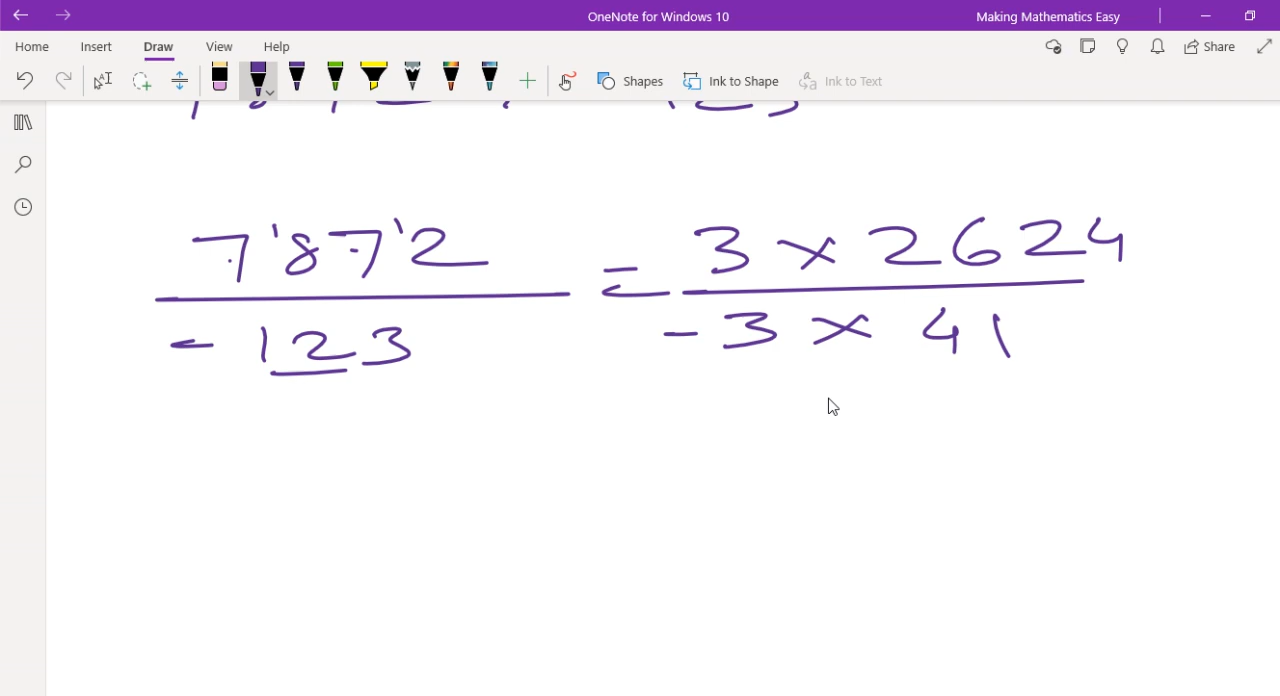 OneNote for Windows 10
Making Mathematics Easy
Home Insert Draw View Help
Share
Shapes
Ink to Shape
Ink to Text
7'87'2 = 3 × 2624
- 123 - 3 × 41